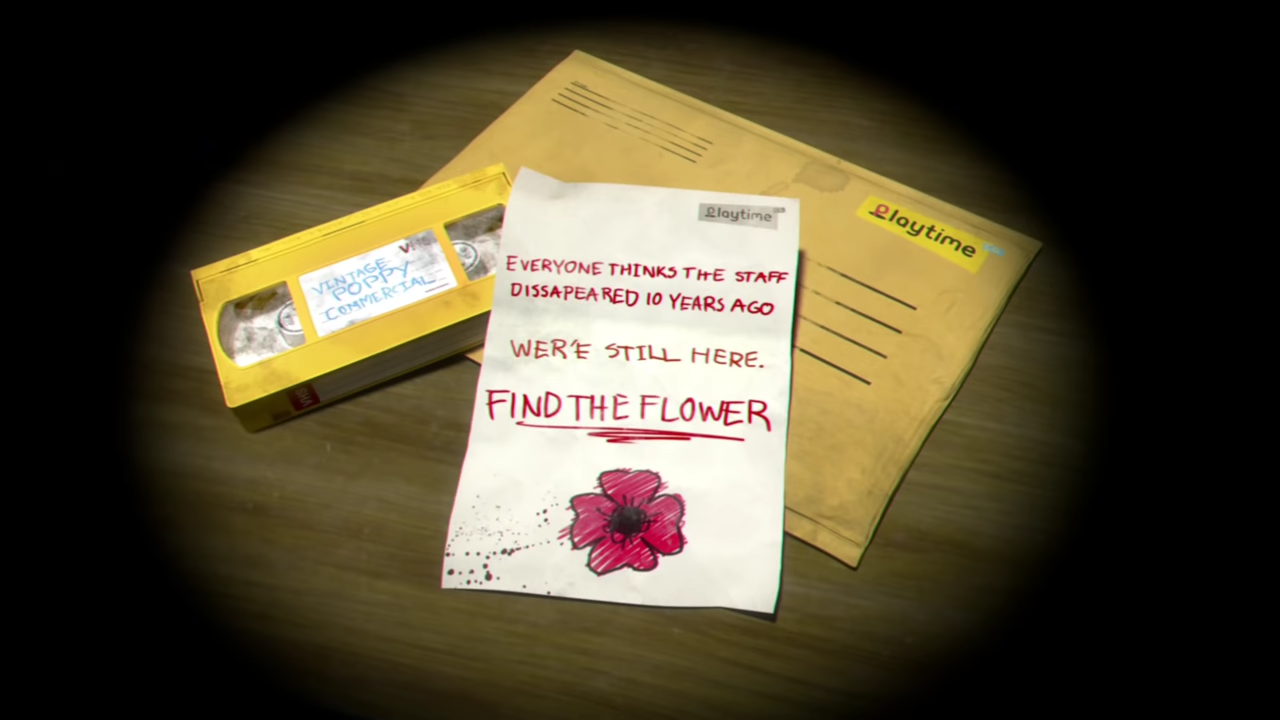 VHS
VINTAGE
POPPY
COMMERCIAL
Playtime
EVERYONE THINKS THE STAFF
DISSAPEARED 10 YEARS AGO
WER'E STILL HERE.
FIND THE FLOWER
Playtime